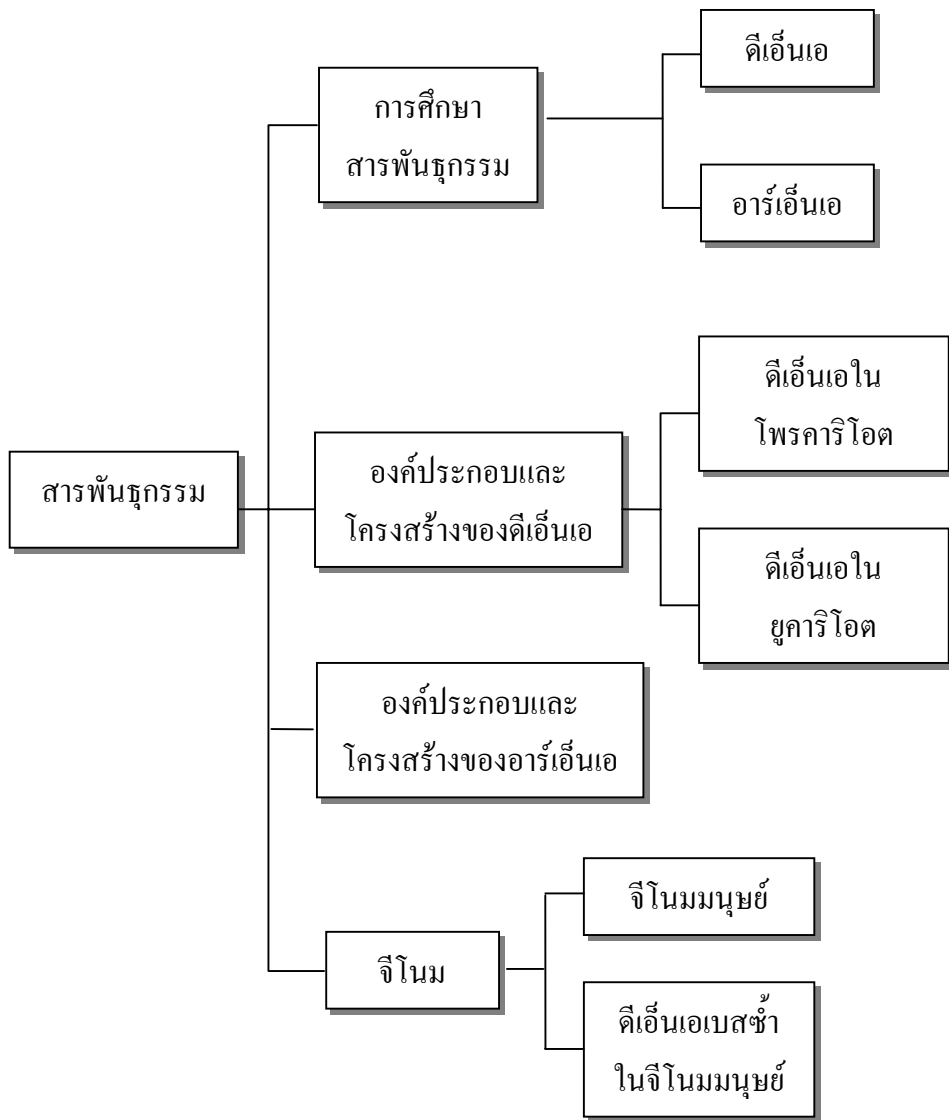 ดีเอ็นเอ
การศึกษา
สารพันธุกรรม
อาร์เอ็นเอ
ดีเอ็นเอใน
โพรคาริโอต
องค์ประกอบและ
โครงสร้างของดีเอ็นเอ
สารพันธุกรรม
ดีเอ็นเอใน
ยูคาริโอต
องค์ประกอบและ
โครงสร้างของอาร์เอ็นเอ
จีโนมมนุษย์
จีโนม
ดีเอ็นเอเบสซ้ำ
ในจีโนมมนุษย์